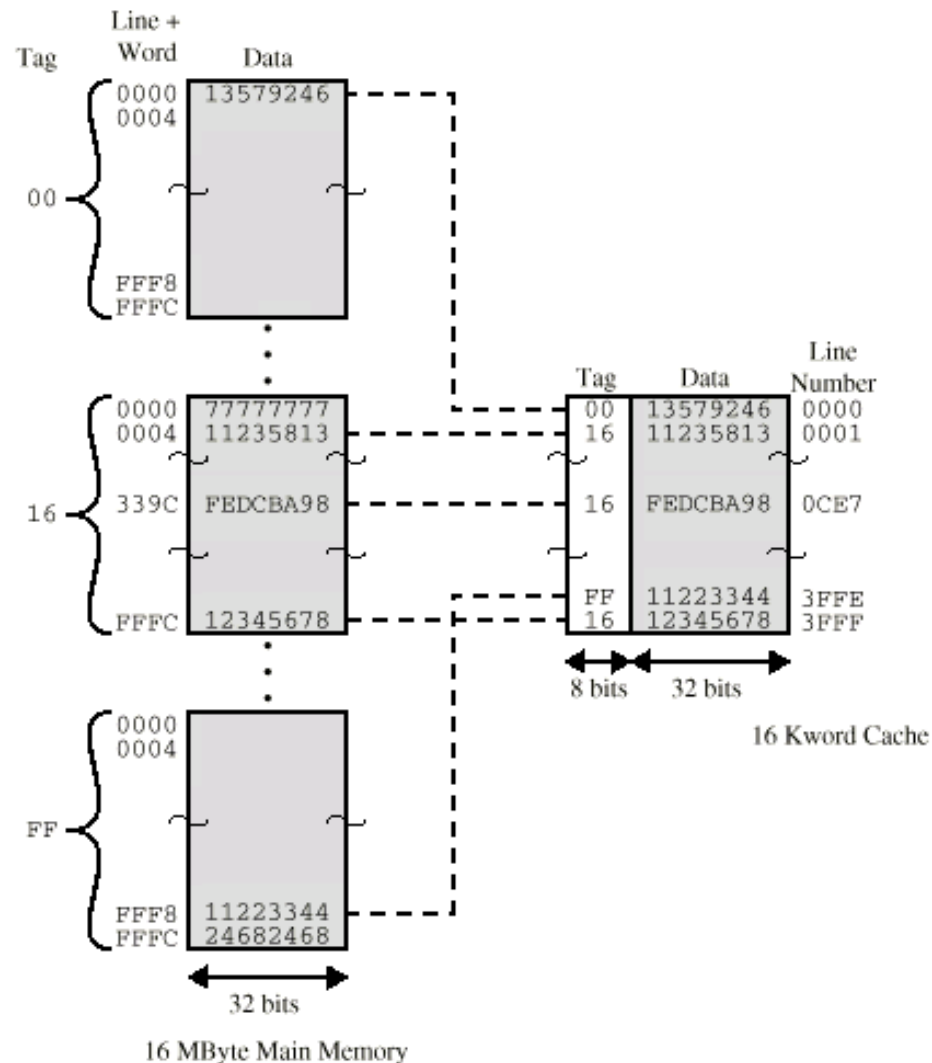 Line +
Tag Word Data
0000 13579246
0004
00
FFF8
FFFC
Line
Tag Data Number
0000 77777777 00 13579246 0000
0004 11235813 16 11235813 0001
16 339C FEDCBA98 16 FEDCBA98 0CE7
FF 11223344 3FFE
FFFC 12345678 16 12345678 3FFF
8 bits 32 bits
0000
0004
16 Kword Cache
FF
FFF8 11223344
FFFC 24682468
32 bits
16 MByte Main Memory